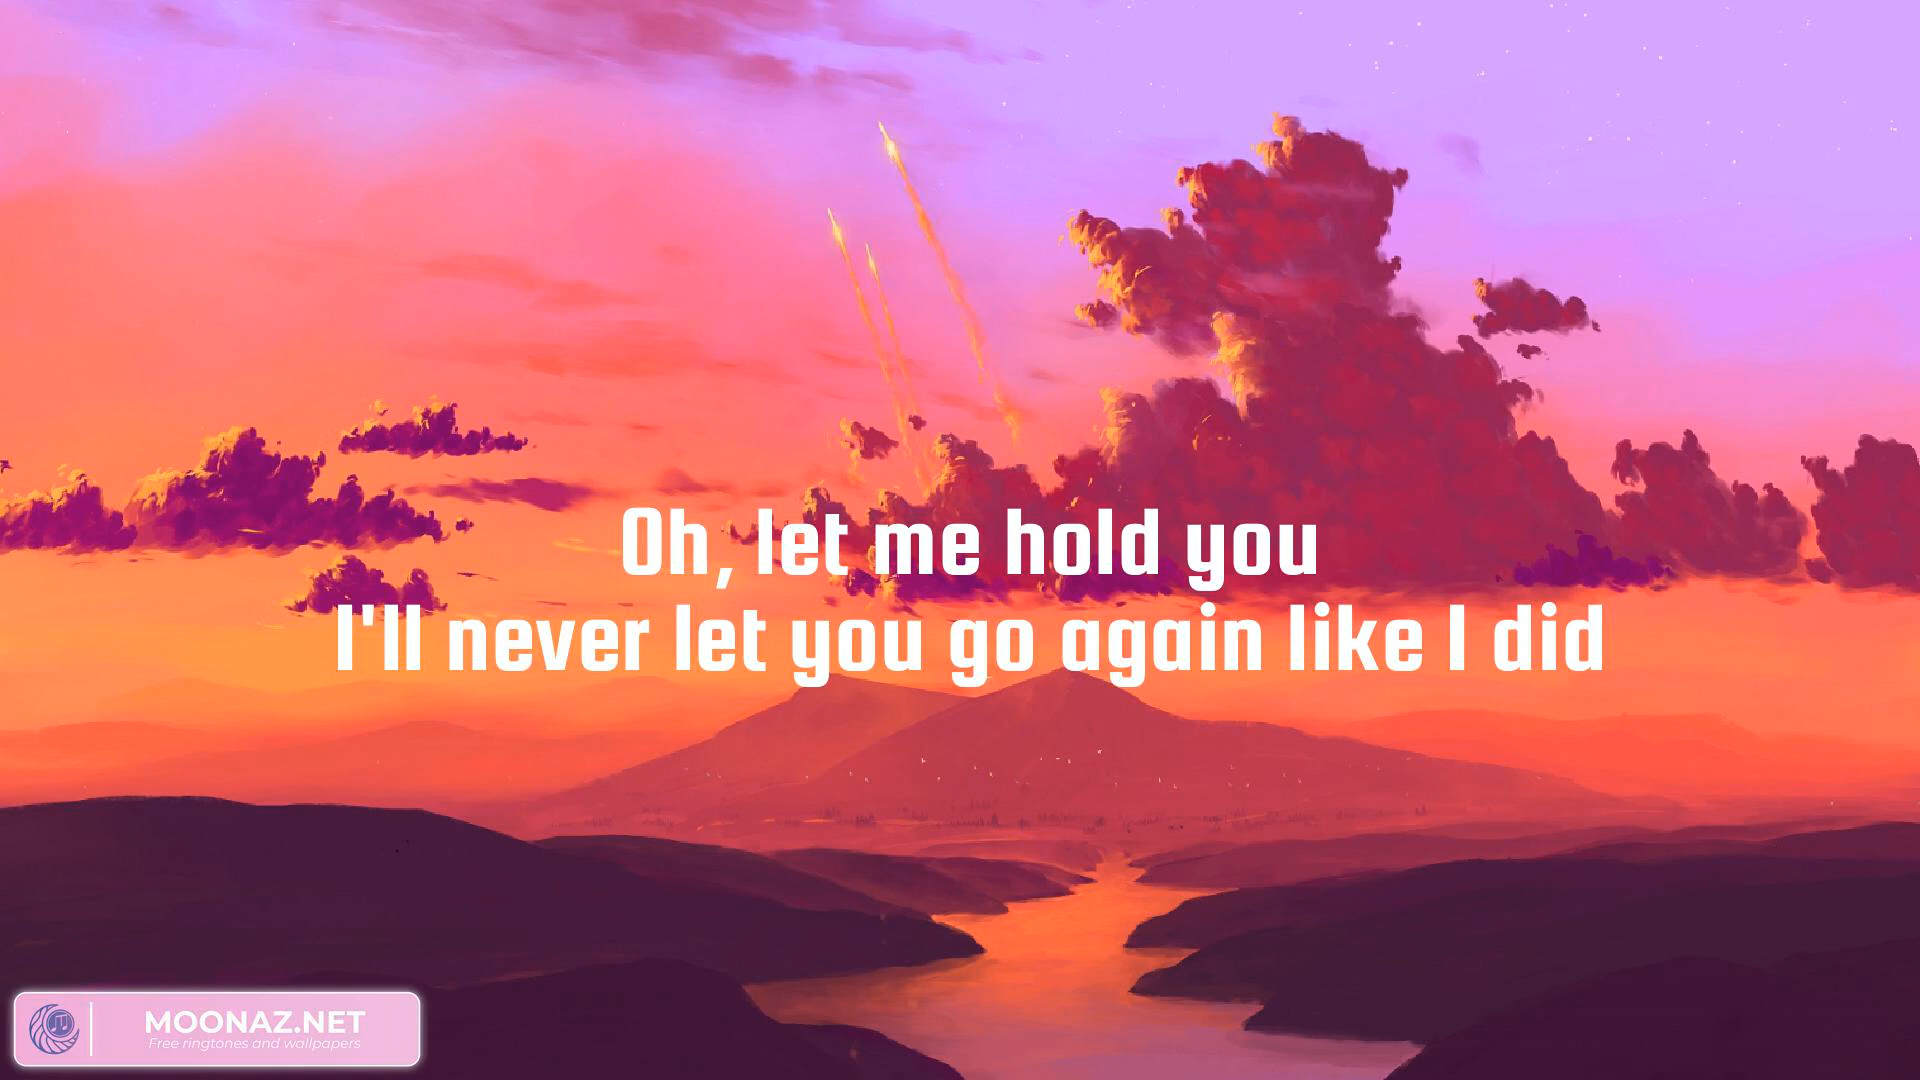 Oh, let me hold you
I'll never let you go again like I did
MOONAZ.NET
Free ringtones and wallpapers